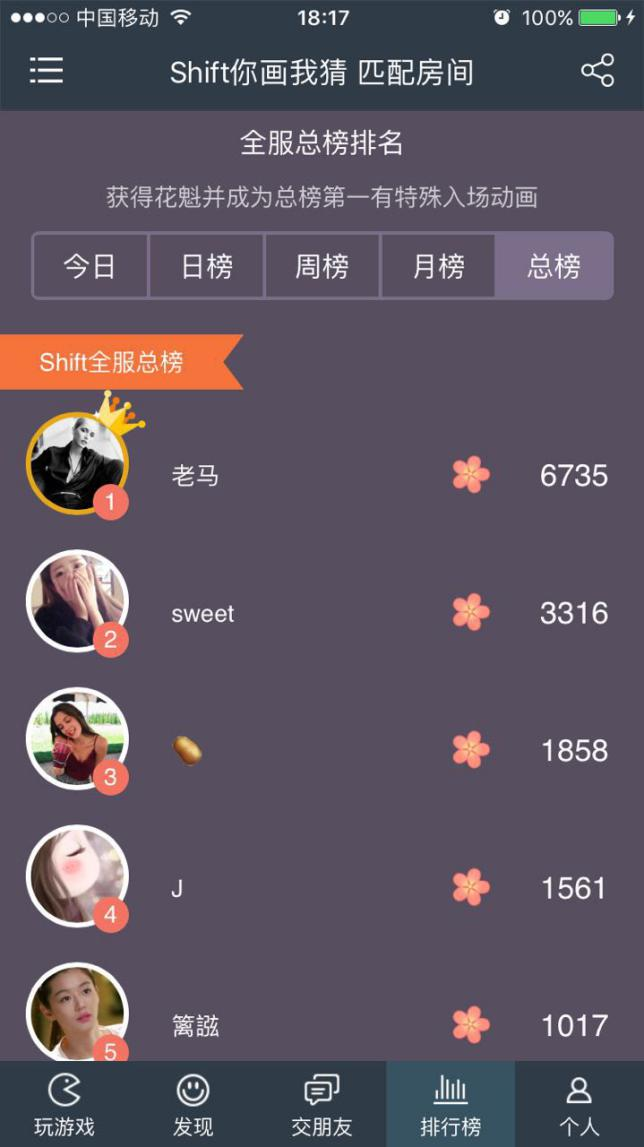 中国移动 18:17 100%
Shift你画我猜 匹配房间
全服总榜排名
获得花魁并成为总榜第一有特殊入场动画
今日 日榜 周榜 月榜 总榜
Shift全服总榜
1 老马 6735
2 sweet 3316
3 1858
4 J 1561
5 篱謢 1017
玩游戏 发现 交朋友 排行榜 个人